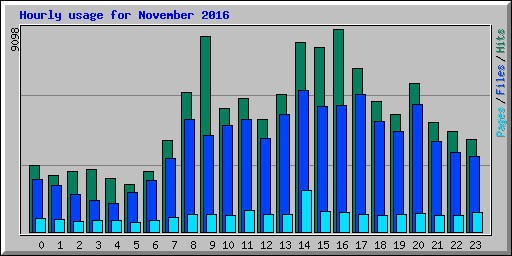 Hourly usage for November 2016
9098
Pages/Files/Hits
0 1 2 3 4 5 6 7 8 9 10 11 12 13 14 15 16 17 18 19 20 21 22 23